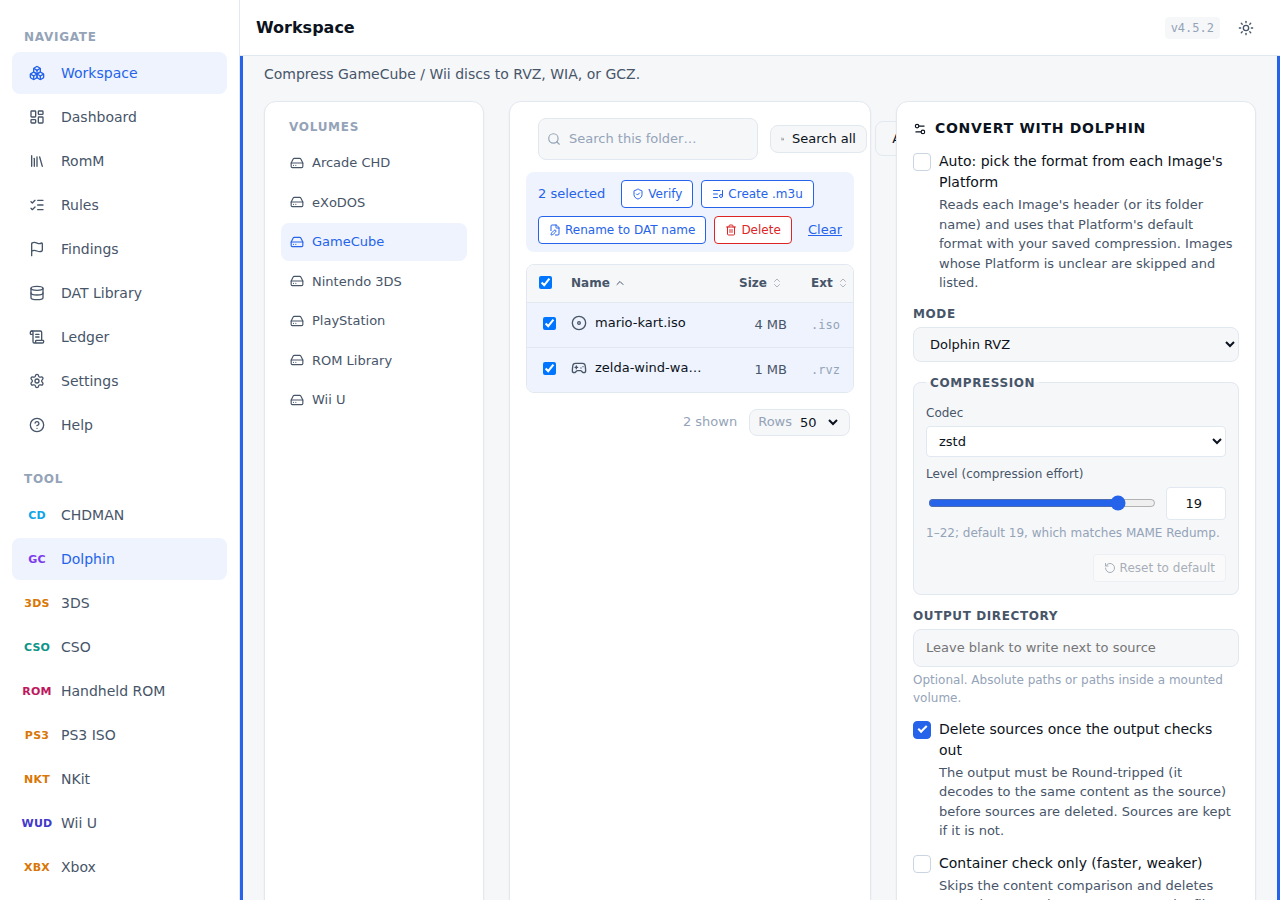 NAVIGATE
Workspace
Dashboard
RomM
Rules
Findings
DAT Library
Ledger
Settings
Help
TOOL
CD CHDMAN
GC Dolphin
3DS 3DS
CSO CSO
ROM Handheld ROM
PS3 PS3 ISO
NKT NKit
WUD Wii U
XBX Xbox
Workspace
v4.5.2
Compress GameCube / Wii discs to RVZ, WIA, or GCZ.
VOLUMES
Arcade CHD
eXoDOS
GameCube
Nintendo 3DS
PlayStation
ROM Library
Wii U
Search this folder…
Search all
2 selected
Verify
Create .m3u
Rename to DAT name
Delete
Clear
Name Size Ext
mario-kart.iso 4 MB .iso
zelda-wind-wa… 1 MB .rvz
2 shown
Rows 50
CONVERT WITH DOLPHIN
Auto: pick the format from each Image's
Platform
Reads each Image's header (or its folder
name) and uses that Platform's default
format with your saved compression. Images
whose Platform is unclear are skipped and
listed.
MODE
Dolphin RVZ
COMPRESSION
Codec
zstd
Level (compression effort)
19
1–22; default 19, which matches MAME Redump.
Reset to default
OUTPUT DIRECTORY
Leave blank to write next to source
Optional. Absolute paths or paths inside a mounted
volume.
Delete sources once the output checks
out
The output must be Round-tripped (it
decodes to the same content as the source)
before sources are deleted. Sources are kept
if it is not.
Container check only (faster, weaker)
Skips the content comparison and deletes